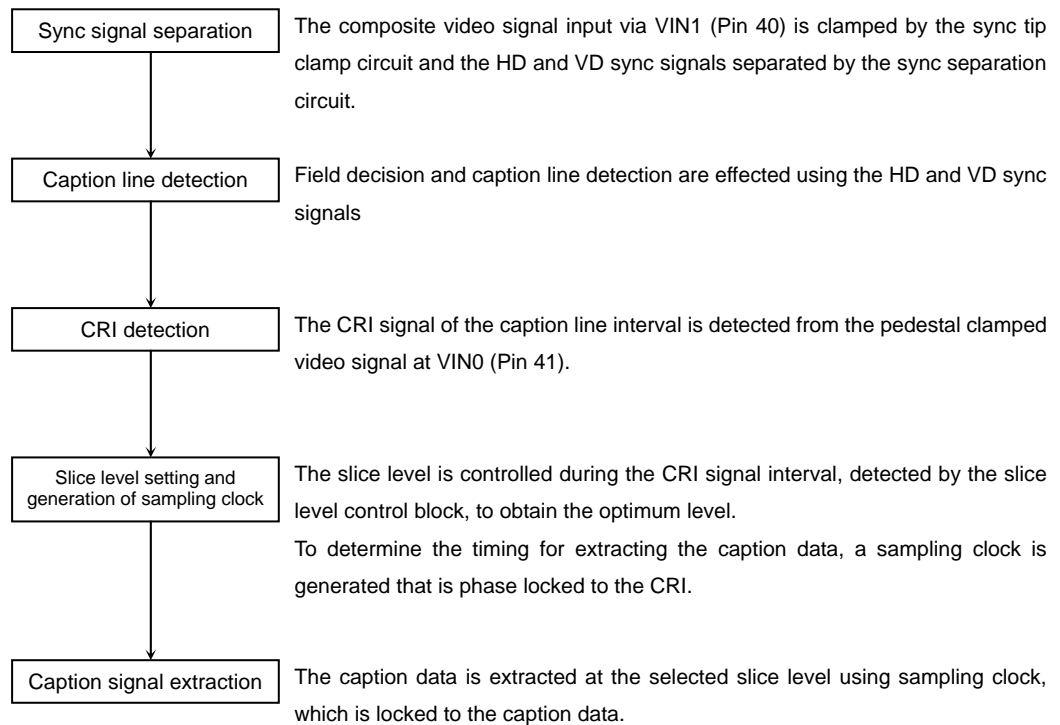 Sync signal separation
The composite video signal input via VIN1 (Pin 40) is clamped by the sync tip
clamp circuit and the HD and VD sync signals separated by the sync separation
circuit.
Caption line detection
Field decision and caption line detection are effected using the HD and VD sync
signals
CRI detection
The CRI signal of the caption line interval is detected from the pedestal clamped
video signal at VIN0 (Pin 41).
Slice level setting and
generation of sampling clock
The slice level is controlled during the CRI signal interval, detected by the slice
level control block, to obtain the optimum level.
To determine the timing for extracting the caption data, a sampling clock is
generated that is phase locked to the CRI.
Caption signal extraction
The caption data is extracted at the selected slice level using sampling clock,
which is locked to the caption data.